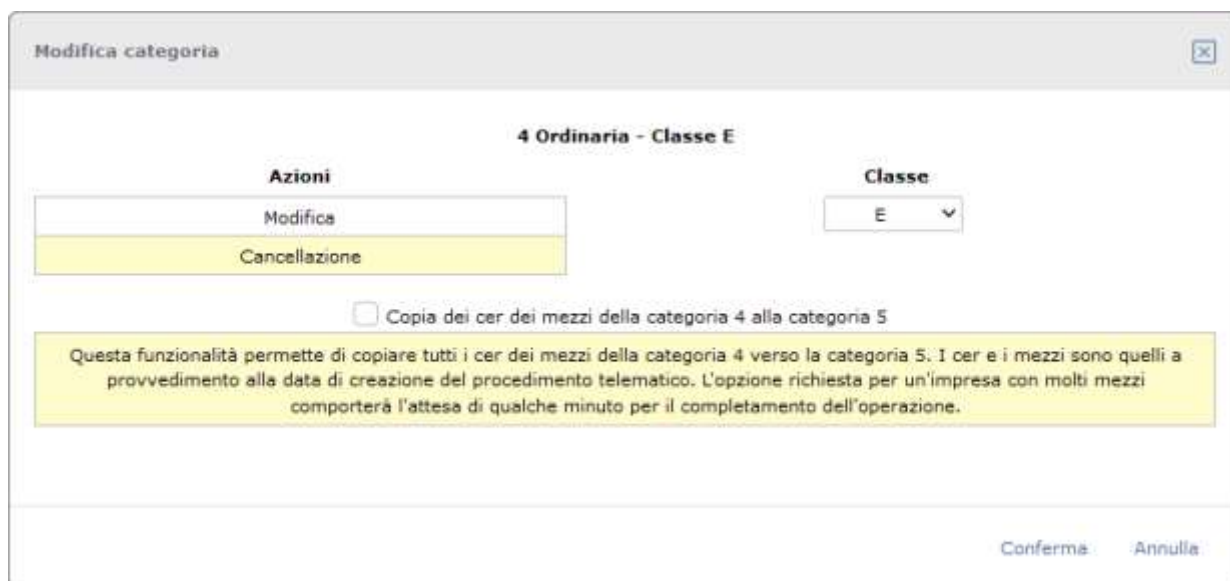 Modifica categoria
4 Ordinaria - Classe E
Azioni
Classe
Modifica
E
Cancellazione
Copia dei cer dei mezzi della categoria 4 alla categoria 5
Questa funzionalità permette di copiare tutti i cer dei mezzi della categoria 4 verso la categoria 5. I cer e i mezzi sono quelli a
provvedimento alla data di creazione del procedimento telematico. L'opzione richiesta per un'impresa con molti mezzi
comporterà l'attesa di qualche minuto per il completamento dell'operazione.
Conferma
Annulla